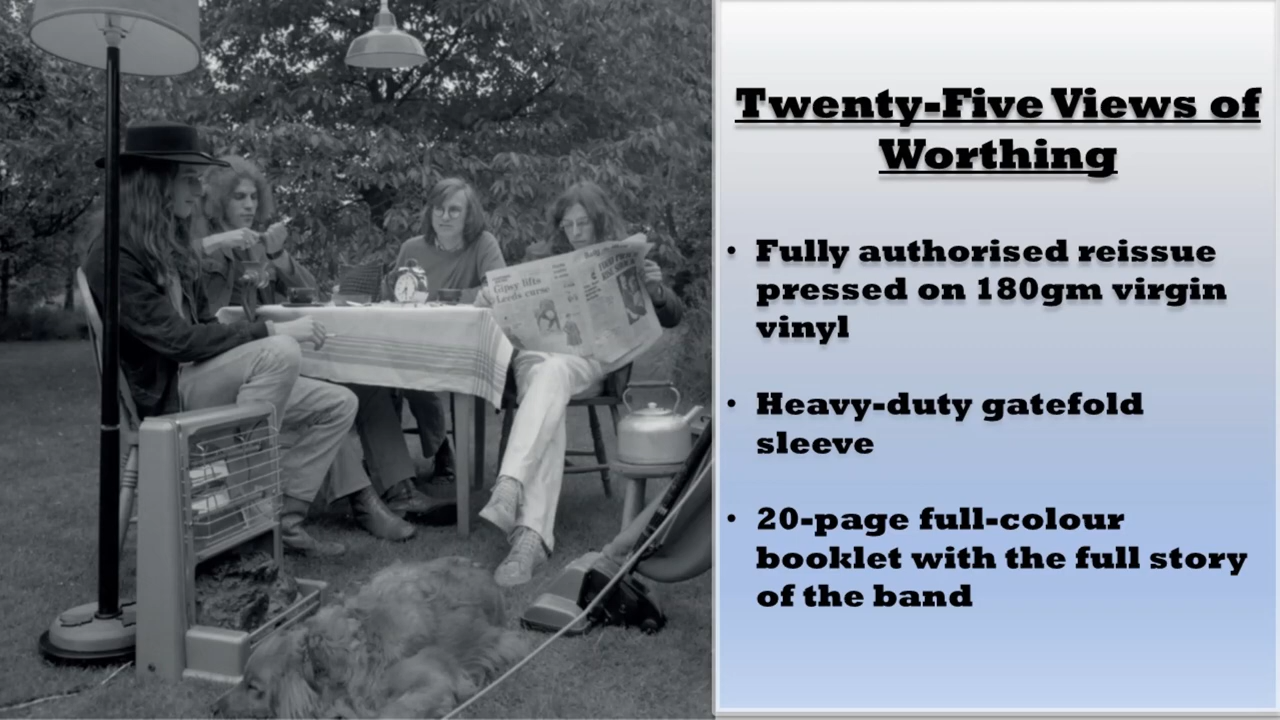 Gipsy lifts
Leeds curse
Twenty-Five Views of
Worthing
• Fully authorised reissue
pressed on 180gm virgin
vinyl
• Heavy-duty gatefold
sleeve
• 20-page full-colour
booklet with the full story
of the band